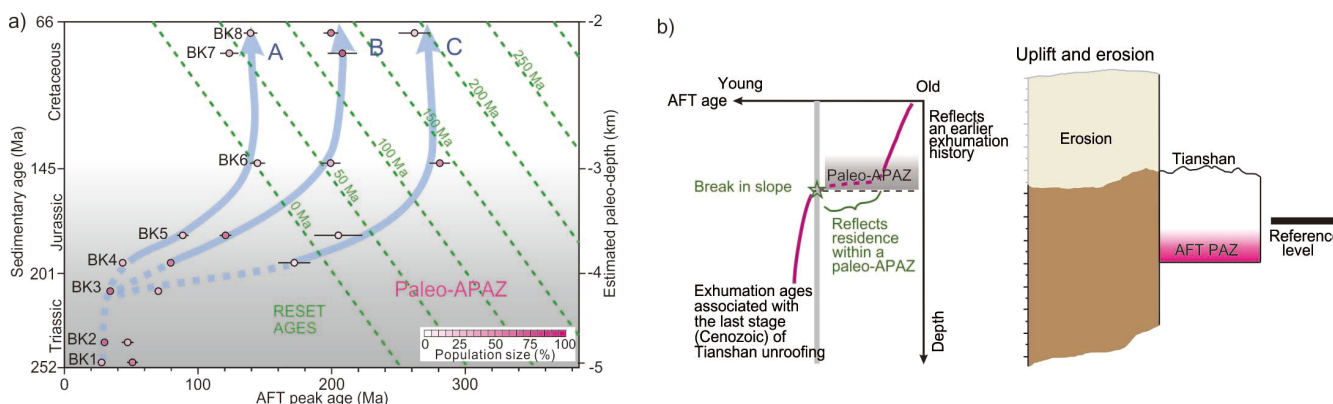 a)
66
Cretaceous
145
Jurassic
201
Triassic
252
Sedimentary age (Ma)
BK8
BK7
BK6
BK5
BK4
BK3
BK2
BK1
A
B
C
0 Ma
50 Ma
100 Ma
150 Ma
200 Ma
250 Ma
Paleo-APAZ
RESET
AGES
0 25 50 75 100
Population size (%)
0 100 200 300
AFT peak age (Ma)
-2
-3
-4
-5
Estimated paleo-depth (km)
b)
Young
Old
AFT age
Reflects
an earlier
exhumation
history
Paleo-APAZ
Break in slope
Reflects
residence
within a
paleo-APAZ
Exhumation ages
associated with
the last stage
(Cenozoic) of
Tianshan unroofing
Depth
Uplift and erosion
Erosion
Tianshan
AFT PAZ
Reference
level